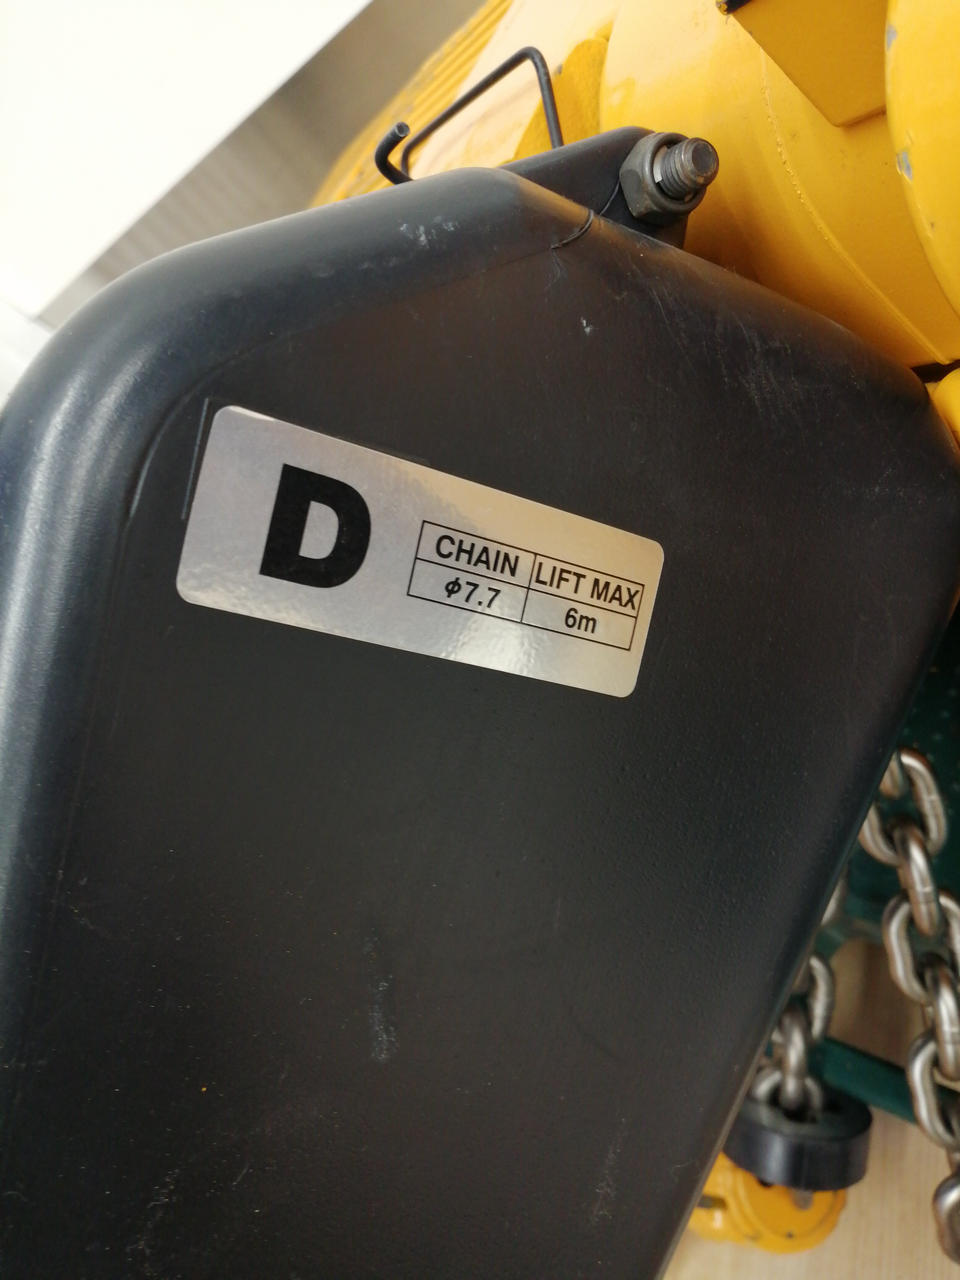 D
CHAIN LIFT MAX
ϕ7.7 6m